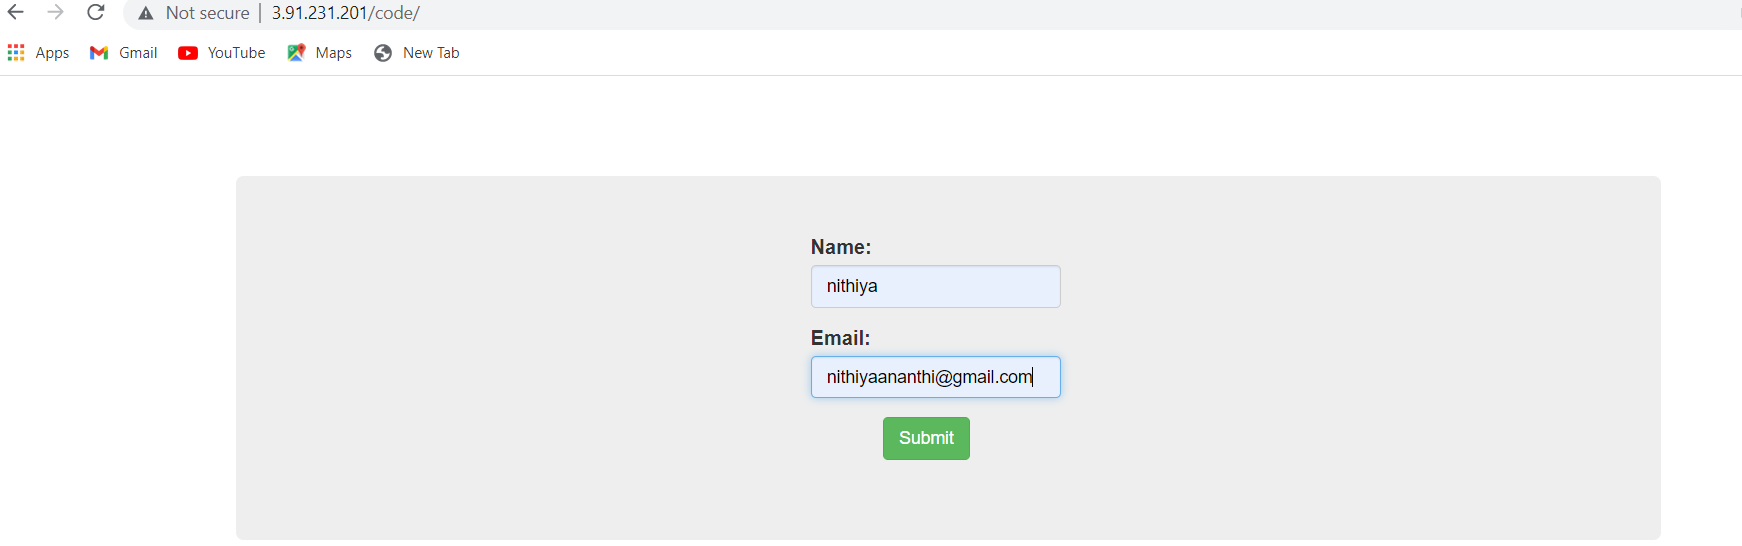 Not secure | 3.91.231.201/code/
Apps Gmail YouTube Maps New Tab
Name:
nithiya
Email:
nithiyaananthi@gmail.com
Submit